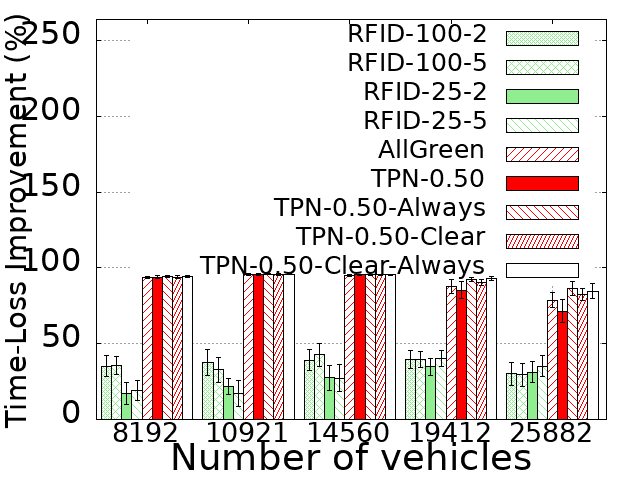 Time-Loss Improvement (%)
250
200
150
100
50
0
RFID-100-2
RFID-100-5
RFID-25-2
RFID-25-5
AllGreen
TPN-0.50
TPN-0.50-Always
TPN-0.50-Clear
TPN-0.50-Clear-Always
8192 10921 14560 19412 25882
Number of vehicles